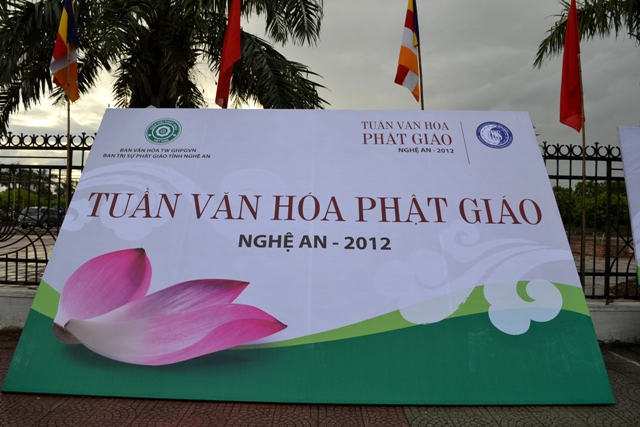 BAN VĂN HÓA TW GHPGVN
BAN TRỊ SỰ PHẬT GIÁO TỈNH NGHỆ AN
TUẦN VĂN HÓA
PHẬT GIÁO
NGHỆ AN - 2012
TUẦN VĂN HÓA PHẬT GIÁO
NGHỆ AN - 2012